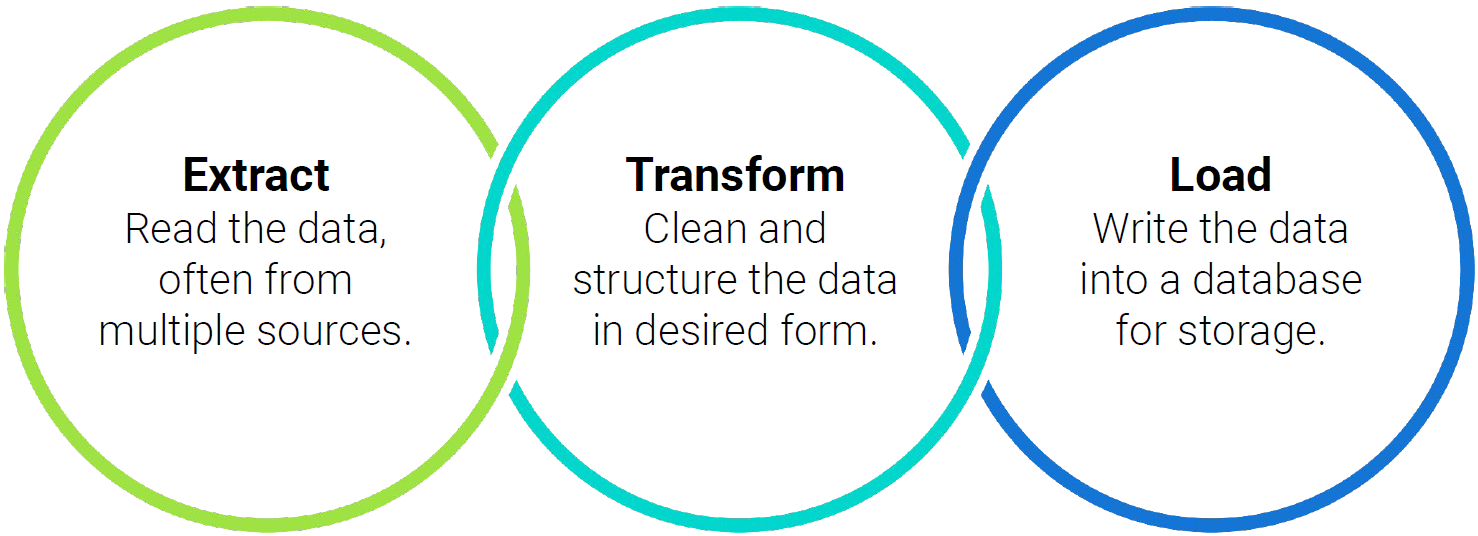 Extract
Read the data,
often from
multiple sources.
Transform
Clean and
structure the data
in desired form.
Load
Write the data
into a database
for storage.